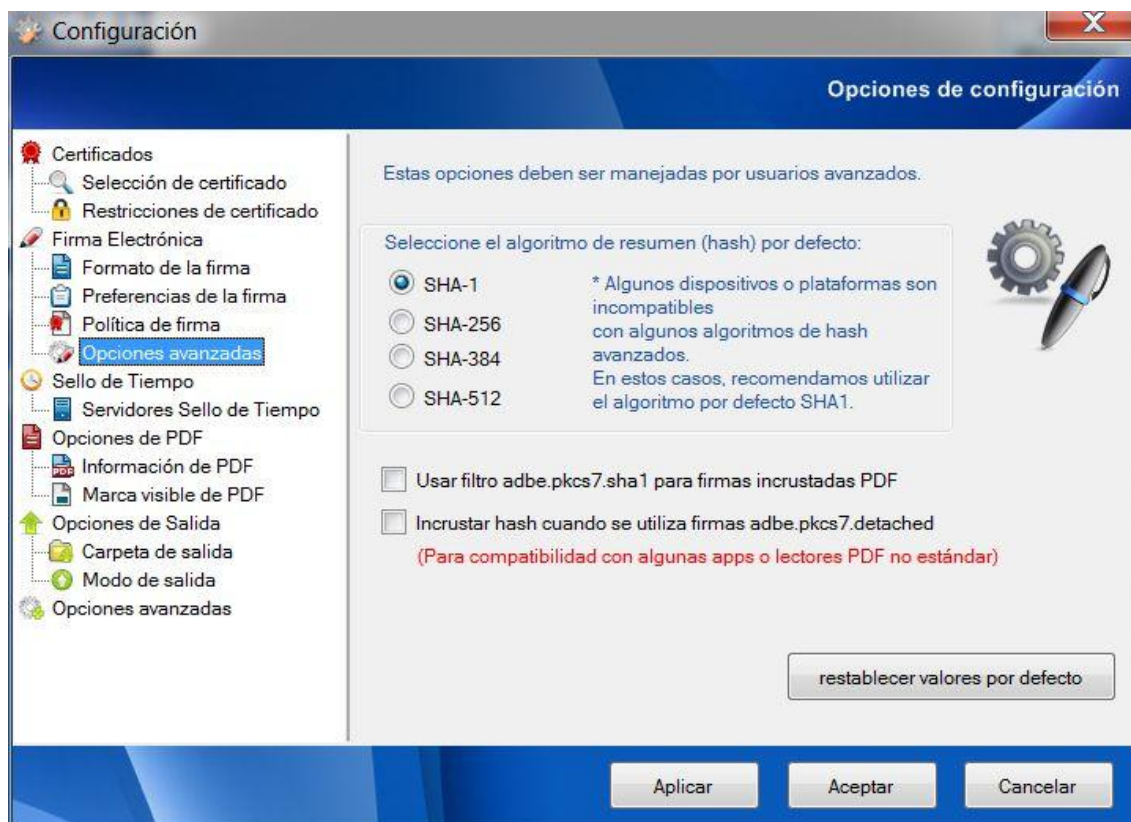 Configuración
Opciones de configuración
Certificados
Selección de certificado
Restricciones de certificado
Firma Electrónica
Formato de la firma
Preferencias de la firma
Política de firma
Opciones avanzadas
Sello de Tiempo
Servidores Sello de Tiempo
Opciones de PDF
Información de PDF
Marca visible de PDF
Opciones de Salida
Carpeta de salida
Modo de salida
Opciones avanzadas
Estas opciones deben ser manejadas por usuarios avanzados.
Seleccione el algoritmo de resumen (hash) por defecto:
SHA-1
SHA-256
SHA-384
SHA-512
* Algunos dispositivos o plataformas son
incompatibles
con algunos algoritmos de hash
avanzados.
En estos casos, recomendamos utilizar
el algoritmo por defecto SHA1.
Usar filtro adbe.pkcs7.sha1 para firmas incrustadas PDF
Incrustar hash cuando se utiliza firmas adbe.pkcs7.detached
(Para compatibilidad con algunas apps o lectores PDF no estándar)
restablecer valores por defecto
Aplicar
Aceptar
Cancelar